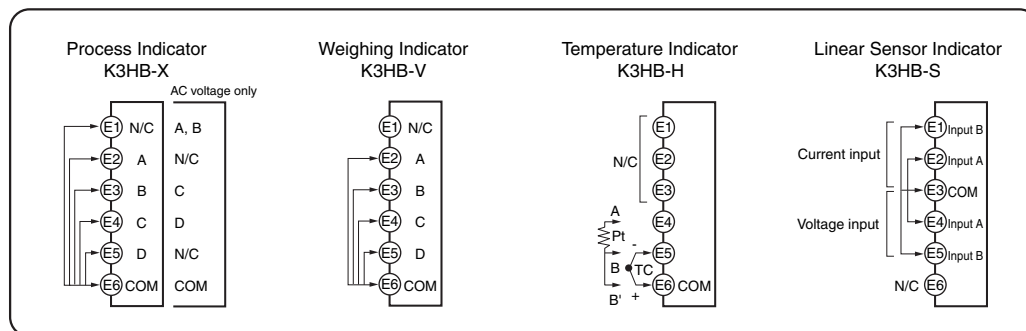 Process Indicator
K3HB-X
AC voltage only
E1 N/C A, B
E2 A N/C
E3 B C
E4 C D
E5 D N/C
E6 COM COM
Weighing Indicator
K3HB-V
E1 N/C
E2 A
E3 B
E4 C
E5 D
E6 COM
Temperature Indicator
K3HB-H
E1
N/C E2
E3
A E4
Pt
B - E5
TC
B' + E6 COM
Linear Sensor Indicator
K3HB-S
E1 Input B
Current input
E2 Input A
E3 COM
Voltage input
E4 Input A
E5 Input B
N/C E6